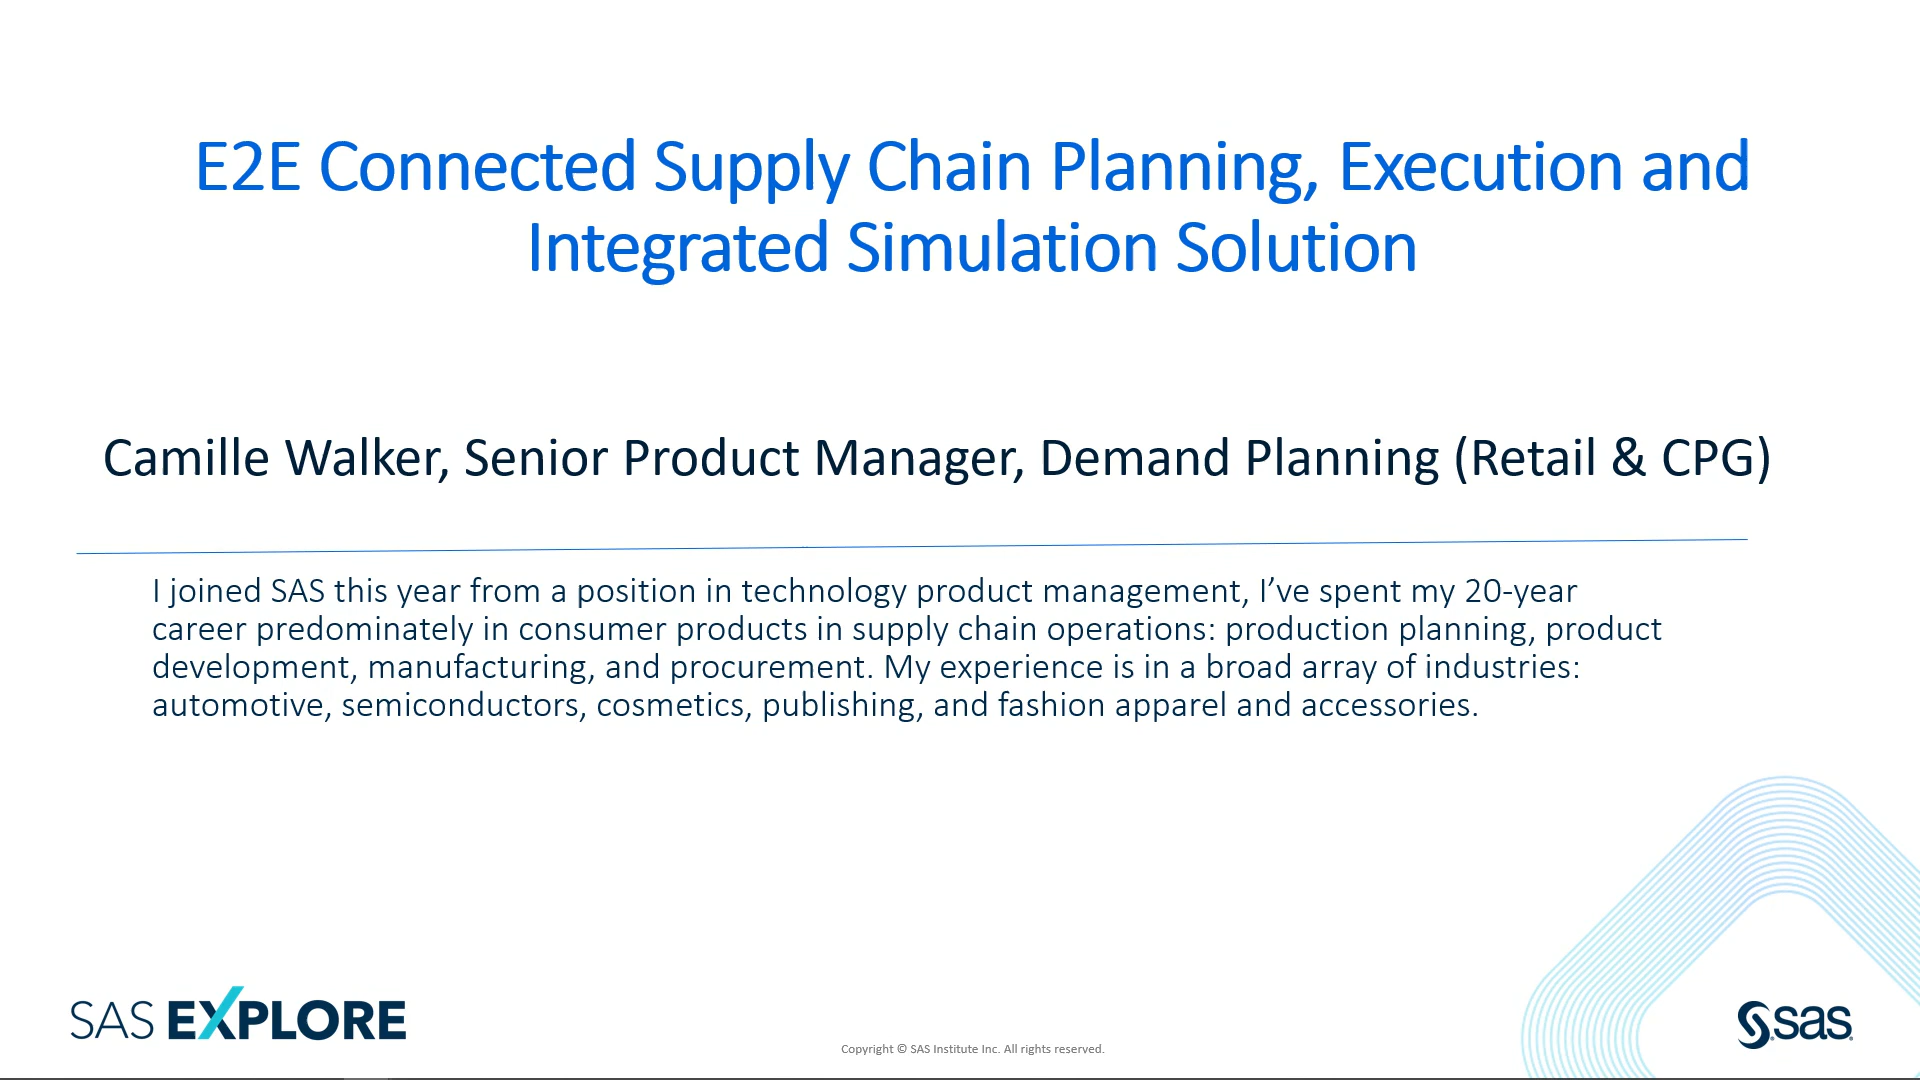 E2E Connected Supply Chain Planning, Execution and
Integrated Simulation Solution
Camille Walker, Senior Product Manager, Demand Planning (Retail & CPG)
I joined SAS this year from a position in technology product management, I’ve spent my 20-year
career predominately in consumer products in supply chain operations: production planning, product
development, manufacturing, and procurement. My experience is in a broad array of industries:
automotive, semiconductors, cosmetics, publishing, and fashion apparel and accessories.
SAS EXPLORE
Copyright © SAS Institute Inc. All rights reserved.
sas